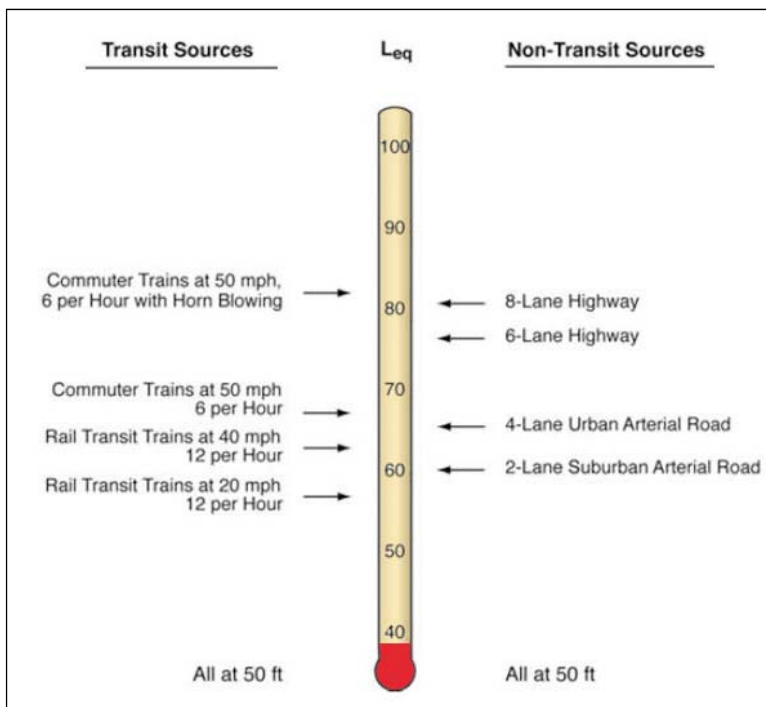 Transit Sources
Leq
Non-Transit Sources
100
90
Commuter Trains at 50 mph,
6 per Hour with Horn Blowing
80
8-Lane Highway
6-Lane Highway
70
Commuter Trains at 50 mph
6 per Hour
4-Lane Urban Arterial Road
Rail Transit Trains at 40 mph
12 per Hour
60
2-Lane Suburban Arterial Road
Rail Transit Trains at 20 mph
12 per Hour
50
40
All at 50 ft
All at 50 ft